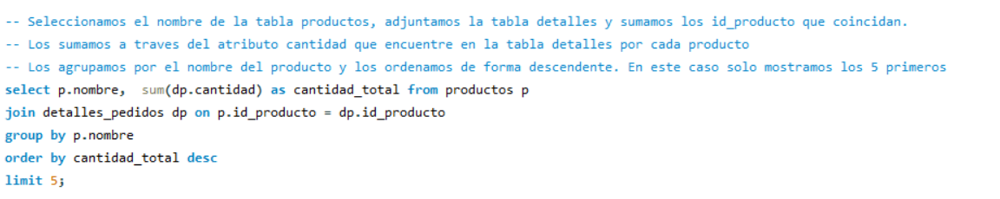 -- Seleccionamos el nombre de la tabla productos, adjuntamos la tabla detalles y sumamos los id_producto que coincidan.
-- Los sumamos a traves del atributo cantidad que encuentre en la tabla detalles por cada producto
-- Los agrupamos por el nombre del producto y los ordenamos de forma descendente. En este caso solo mostramos los 5 primeros
select p.nombre,  sum(dp.cantidad) as cantidad_total from productos p
join detalles_pedidos dp on p.id_producto = dp.id_producto
group by p.nombre
order by cantidad_total desc
limit 5;